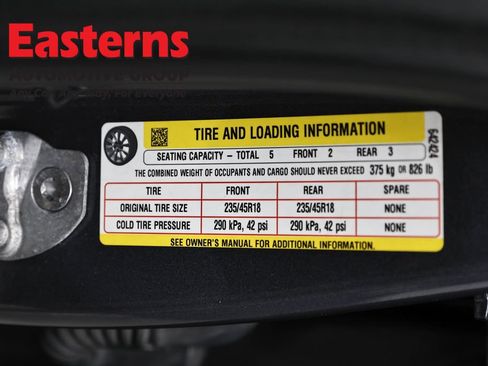 Easterns
AUTOMOTIVE GROUP
TIRE AND LOADING INFORMATION
SEATING CAPACITY – TOTAL 5 FRONT 2 REAR 3
THE COMBINED WEIGHT OF OCCUPANTS AND CARGO SHOULD NEVER EXCEED 375 kg OR 826 lb
TIRE FRONT REAR SPARE
ORIGINAL TIRE SIZE 235/45R18 235/45R18 NONE
COLD TIRE PRESSURE 290 kPa, 42 psi 290 kPa, 42 psi NONE
SEE OWNER'S MANUAL FOR ADDITIONAL INFORMATION.
642424